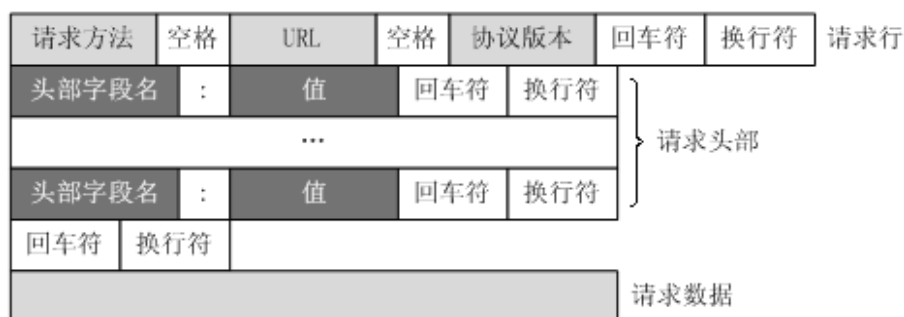 请求方法 空格 URL 空格 协议版本 回车符 换行符 请求行
头部字段名 : 值 回车符 换行符
... 请求头部
头部字段名 : 值 回车符 换行符
回车符 换行符
请求数据